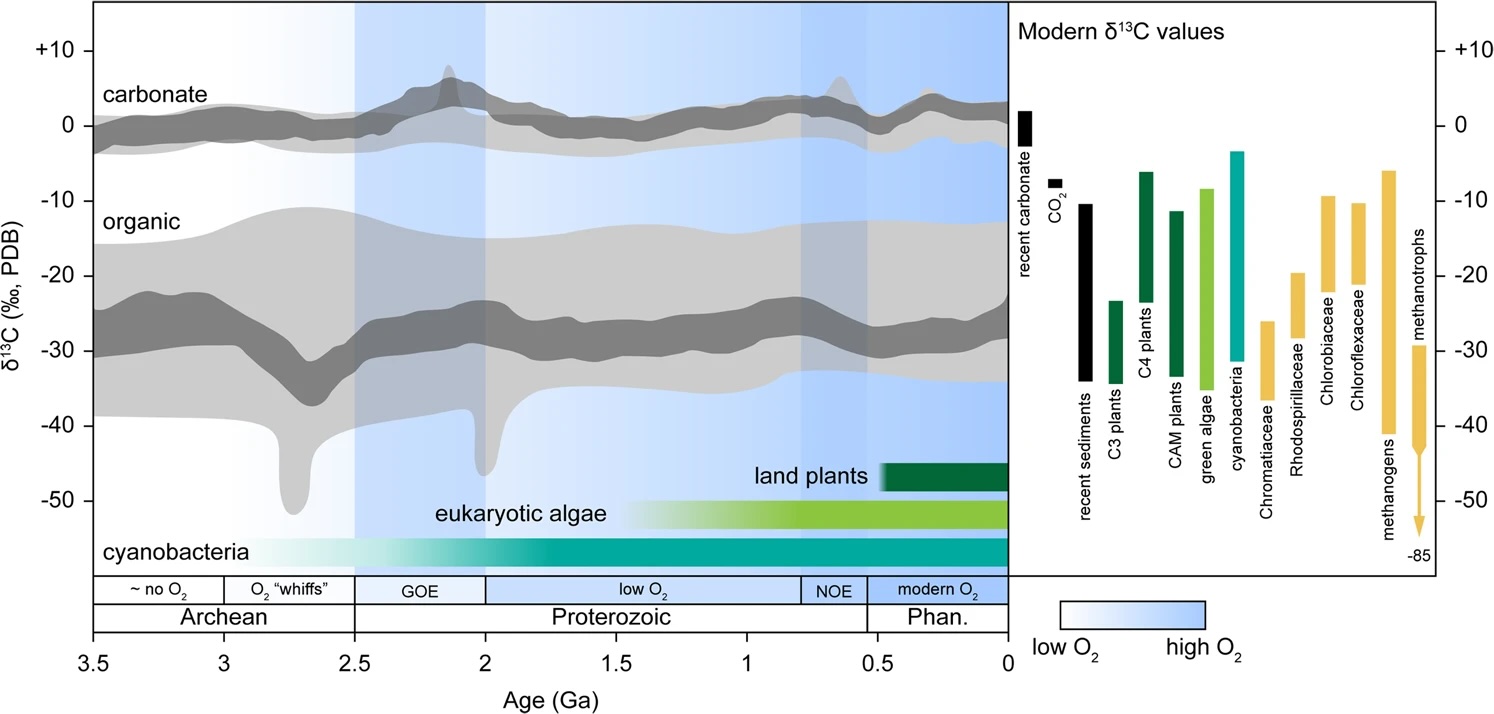 Modern δ¹³C values
+10
0
-10
-20
-30
-40
-50
δ¹³C (‰, PDB)
carbonate
organic
land plants
eukaryotic algae
cyanobacteria
~ no O₂
O₂ “whiffs”
GOE
low O₂
NOE
modern O₂
Archean
Proterozoic
Phan.
3.5
3
2.5
2
1.5
1
0.5
0
Age (Ga)
recent carbonate
CO₂
recent sediments
C3 plants
C4 plants
CAM plants
green algae
cyanobacteria
Chromatiaceae
Rhodospirillaceae
Chlorobiaceae
Chloroflexaceae
methanogens
methanotrophs
-85
+10
0
-10
-20
-30
-40
-50
low O₂
high O₂